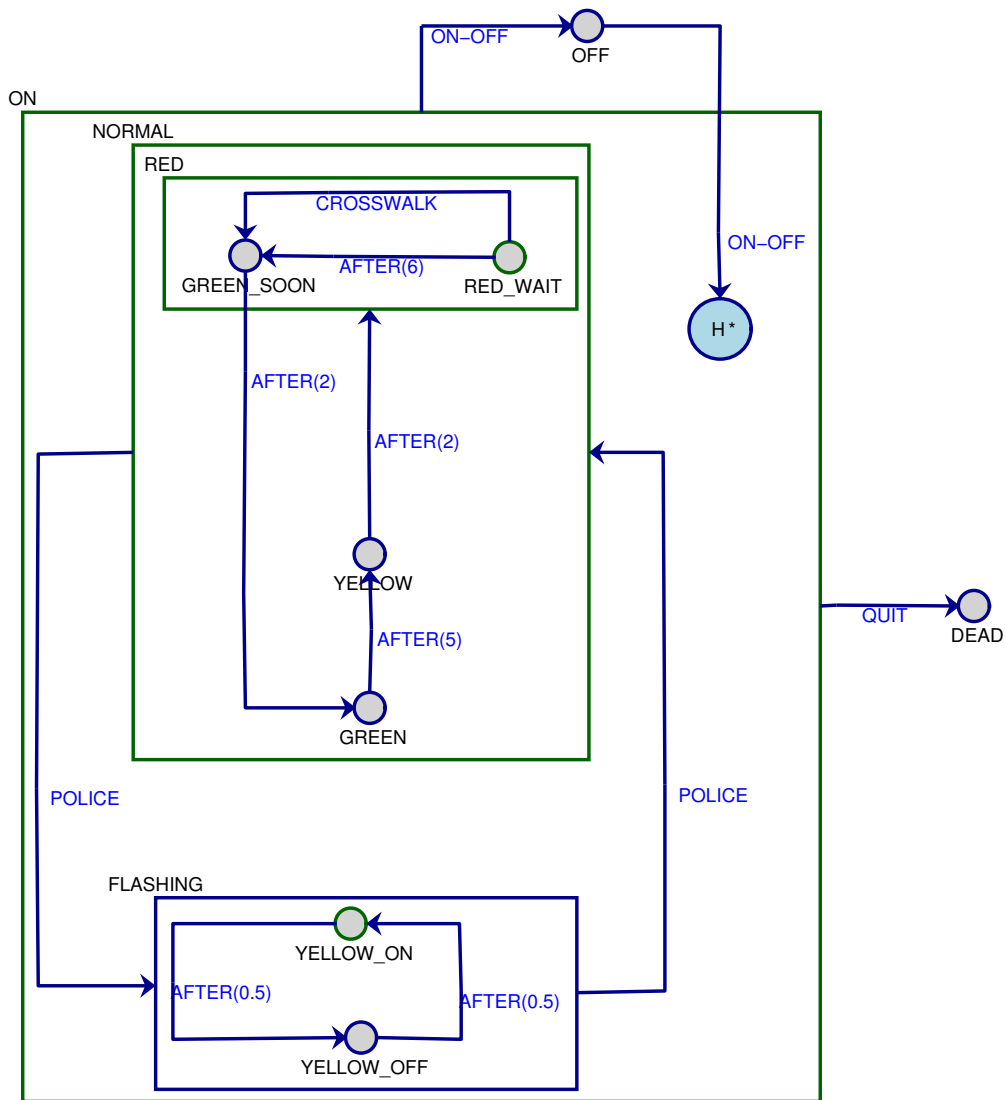 ON−OFF
OFF
ON
NORMAL
RED
CROSSWALK
ON−OFF
AFTER(6)
GREEN_SOON
RED_WAIT
H *
AFTER(2)
AFTER(2)
YELLOW
QUIT
DEAD
AFTER(5)
GREEN
POLICE
POLICE
FLASHING
YELLOW_ON
AFTER(0.5)
AFTER(0.5)
YELLOW_OFF